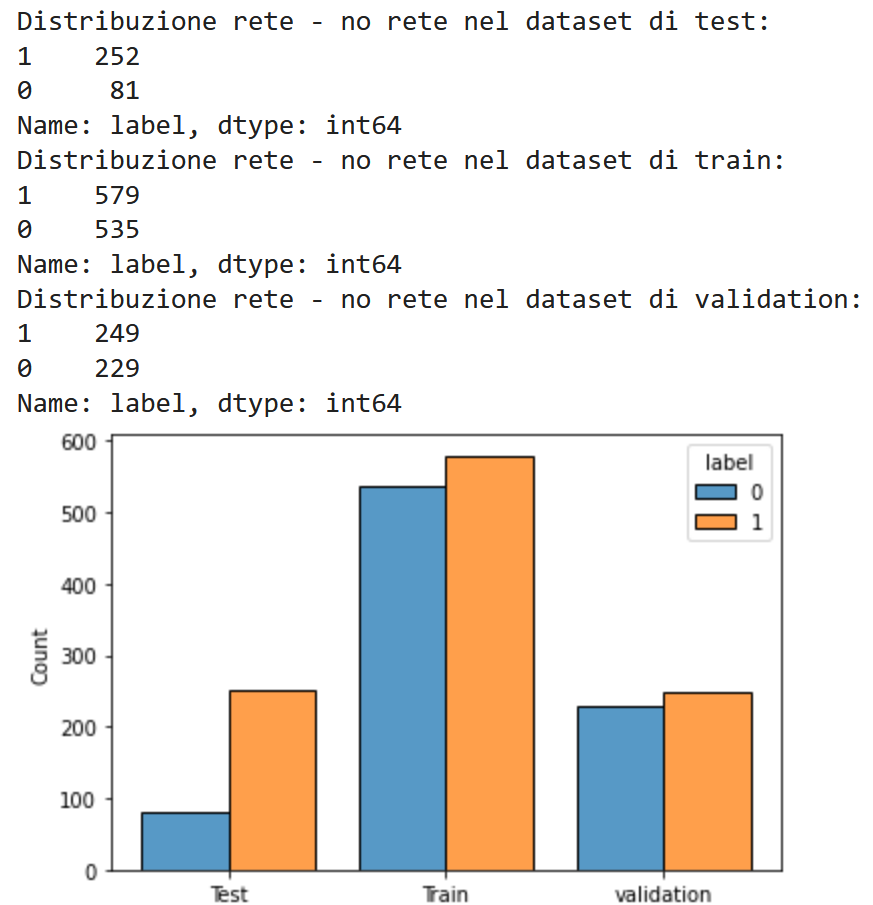 Distribuzione rete - no rete nel dataset di test:
1    252
0     81
Name: label, dtype: int64
Distribuzione rete - no rete nel dataset di train:
1    579
0    535
Name: label, dtype: int64
Distribuzione rete - no rete nel dataset di validation:
1    249
0    229
Name: label, dtype: int64
600
500
400
300
200
100
0
Count
label
0
1
Test Train validation